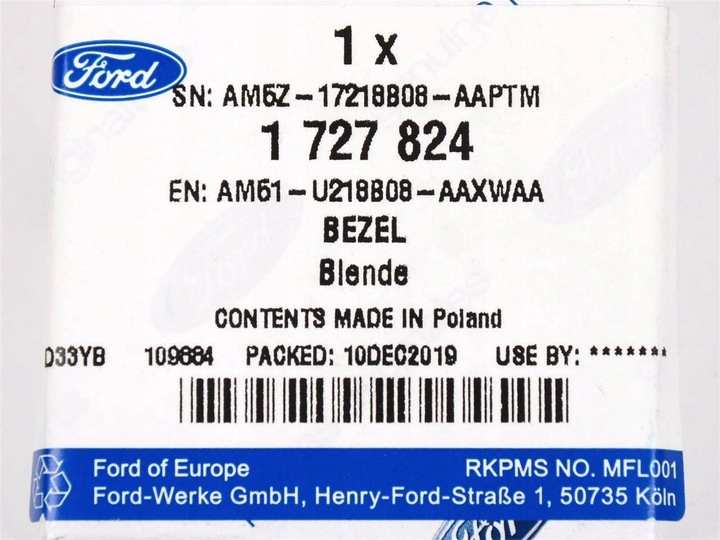 1 x
Ford
SN: AM5Z-17218B08-AAPTM
1 727 824
EN: AM51-U218B08-AAXWAA
BEZEL
Blende
CONTENTS MADE IN Poland
D33YB 109884 PACKED: 10DEC2019 USE BY: *******
Ford of Europe RKPMS NO. MFL001
Ford-Werke GmbH, Henry-Ford-Straße 1, 50735 Köln
Ford